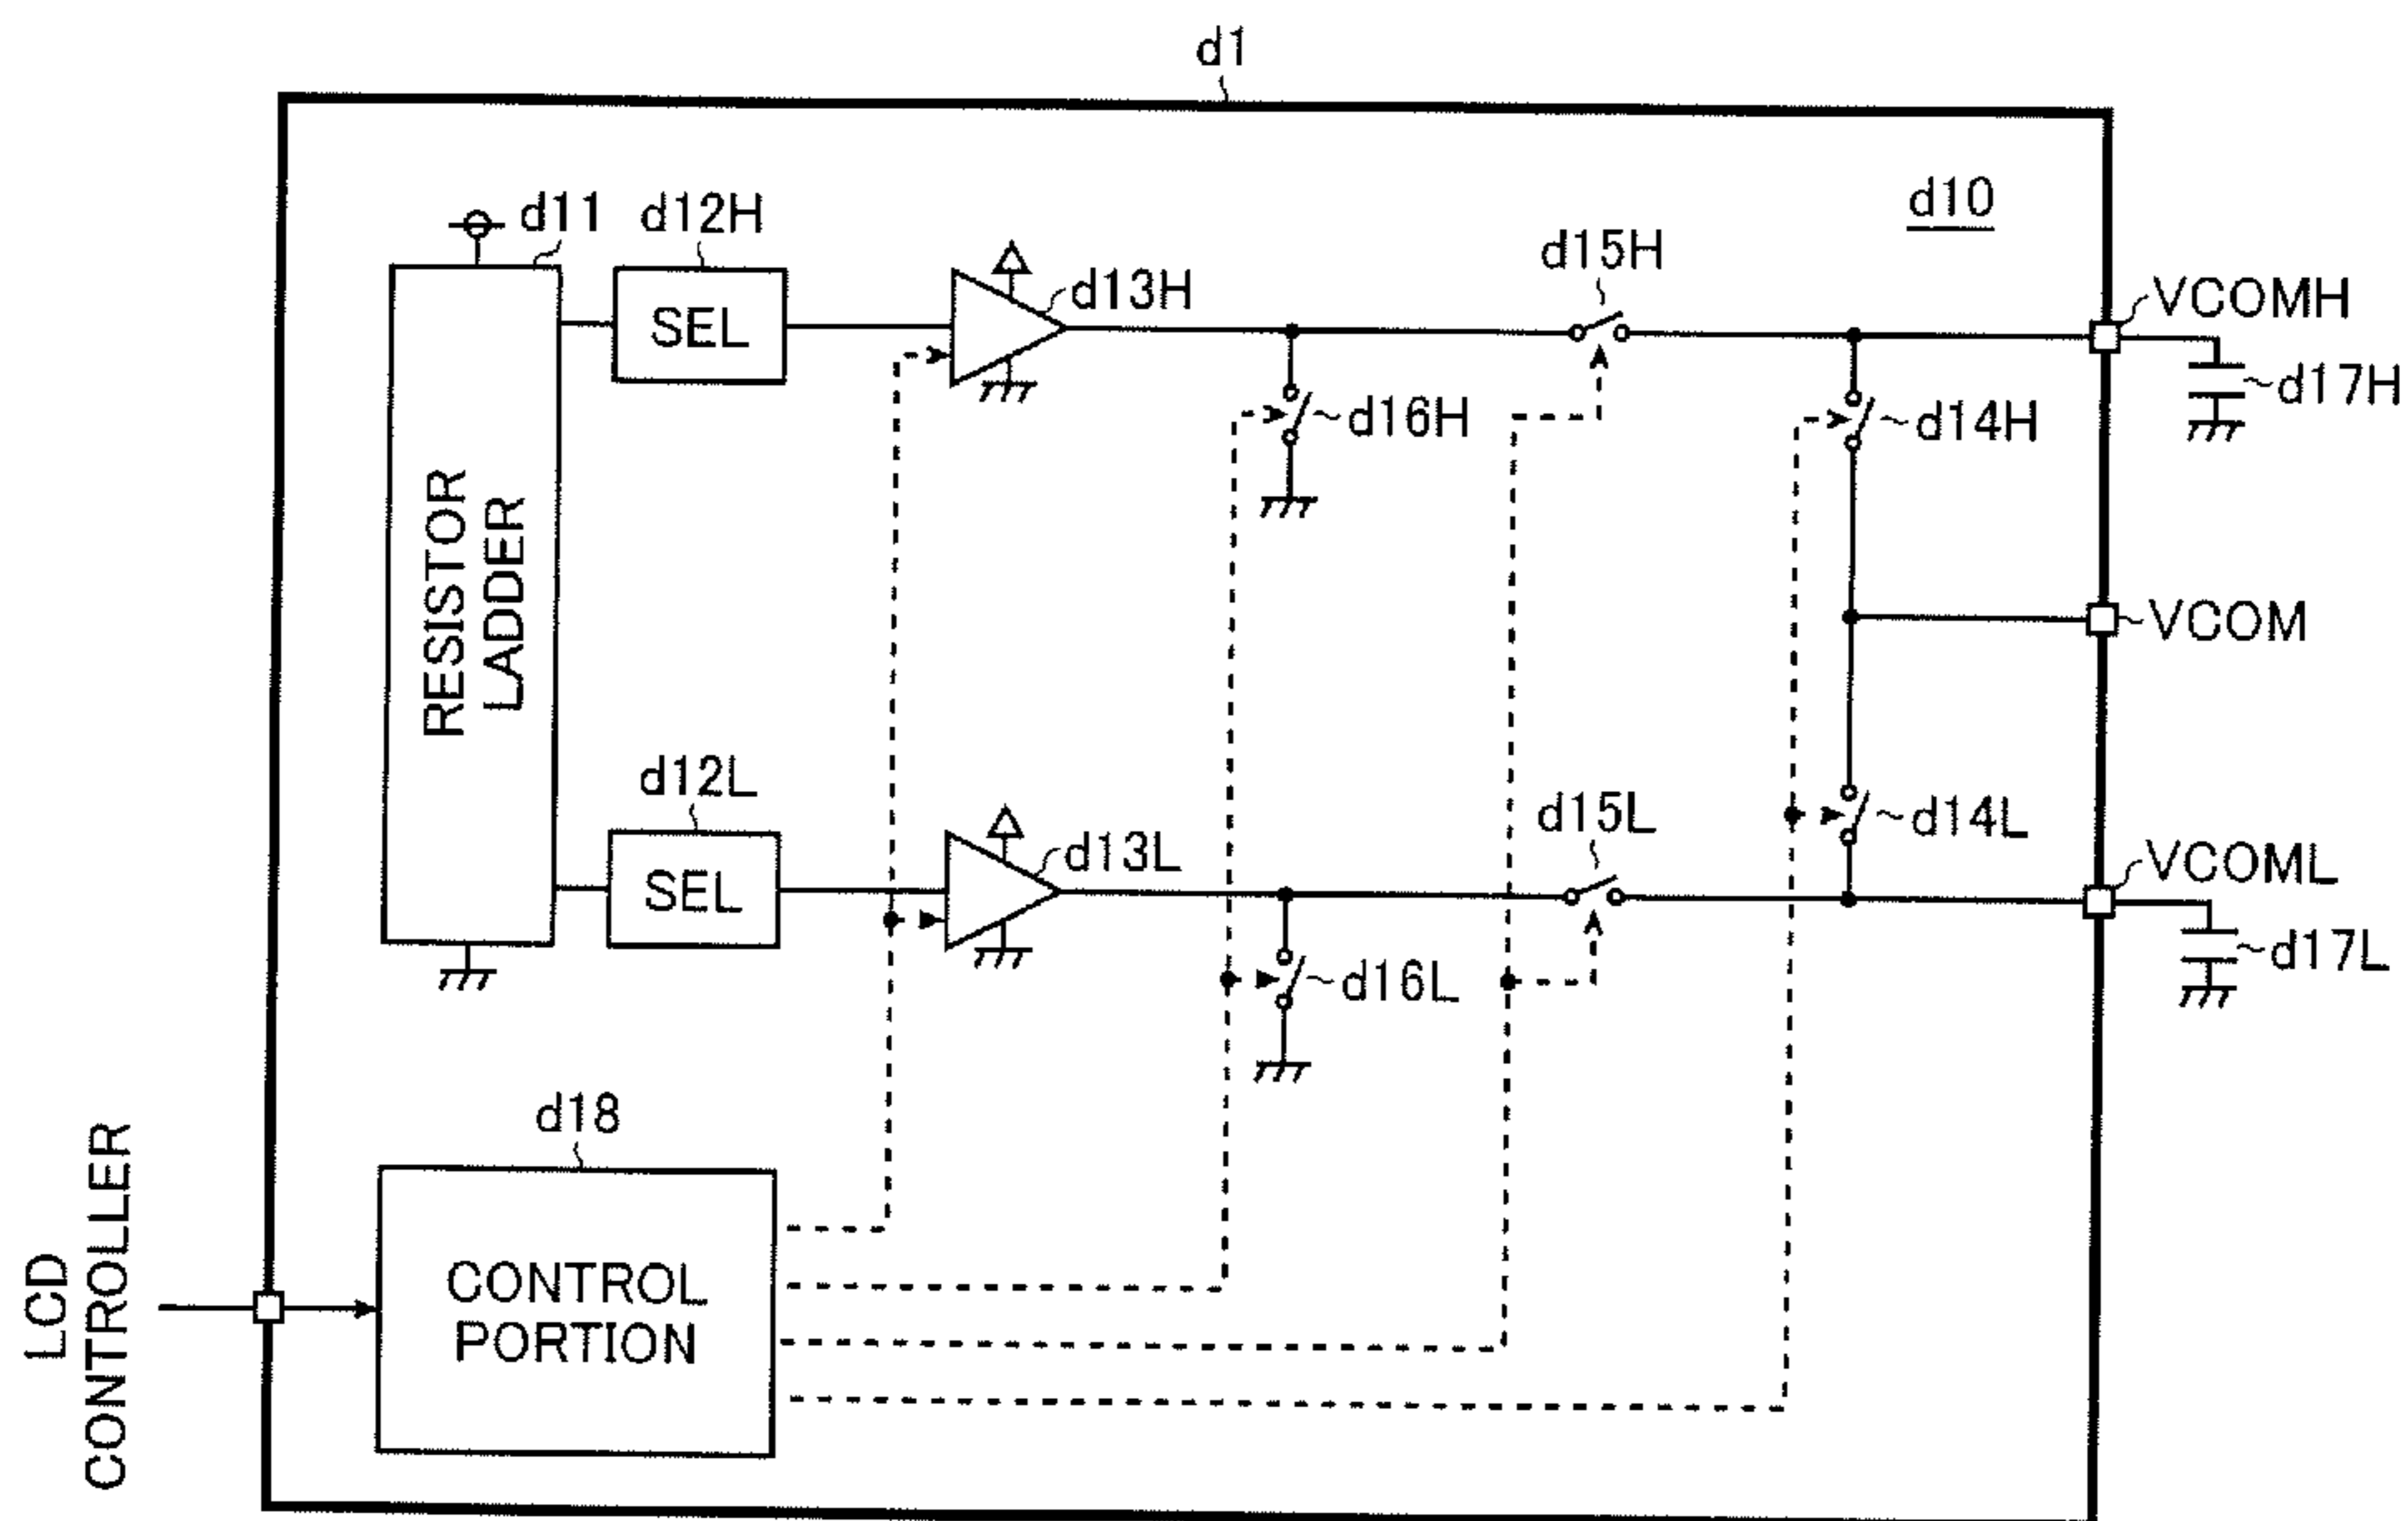 d1
d10
d11
d12H
SEL
d13H
d15H
VCOMH
d17H
d16H
d14H
RESISTOR
LADDER
VCOM
d12L
SEL
d13L
d15L
d14L
VCOML
d17L
d16L
d18
CONTROL
PORTION
LCD
CONTROLLER